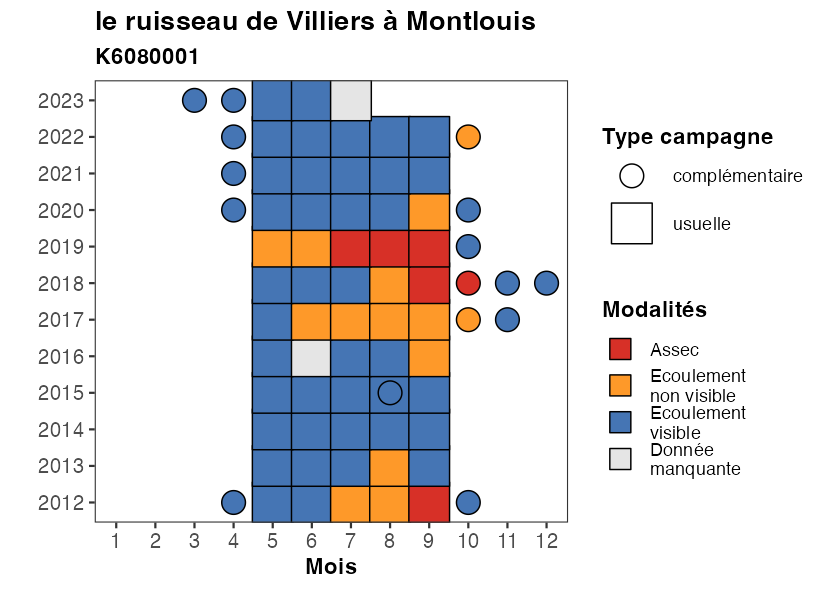 le ruisseau de Villiers à Montlouis
K6080001
2023
2022
2021
2020
2019
2018
2017
2016
2015
2014
2013
2012
1 2 3 4 5 6 7 8 9 10 11 12
Mois
Type campagne
complémentaire
usuelle
Modalités
Assec
Ecoulement
non visible
Ecoulement
visible
Donnée
manquante